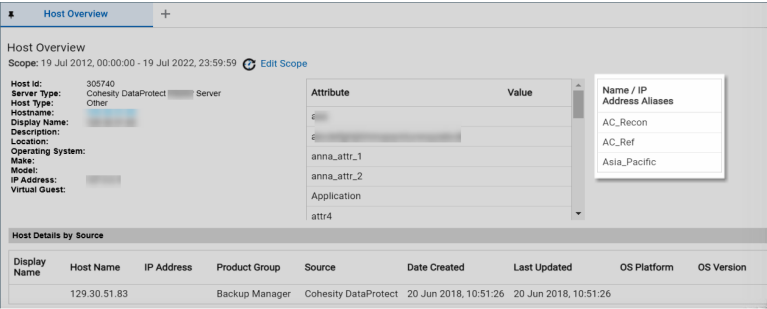 Host Overview
+
Host Overview
Scope: 19 Jul 2012, 00:00:00 - 19 Jul 2022, 23:59:59 Edit Scope
Host Id: 305740
Server Type: Cohesity DataProtect Server
Host Type: Other
Hostname:
Display Name:
Description:
Location:
Operating System:
Make:
Model:
IP Address:
Virtual Guest:
Attribute Value
anna_attr_1
anna_attr_2
Application
attr4
Name / IP
Address Aliases
AC_Recon
AC_Ref
Asia_Pacific
Host Details by Source
Display
Name Host Name IP Address Product Group Source Date Created Last Updated OS Platform OS Version
129.30.51.83 Backup Manager Cohesity DataProtect 20 Jun 2018, 10:51:26 20 Jun 2018, 10:51:26